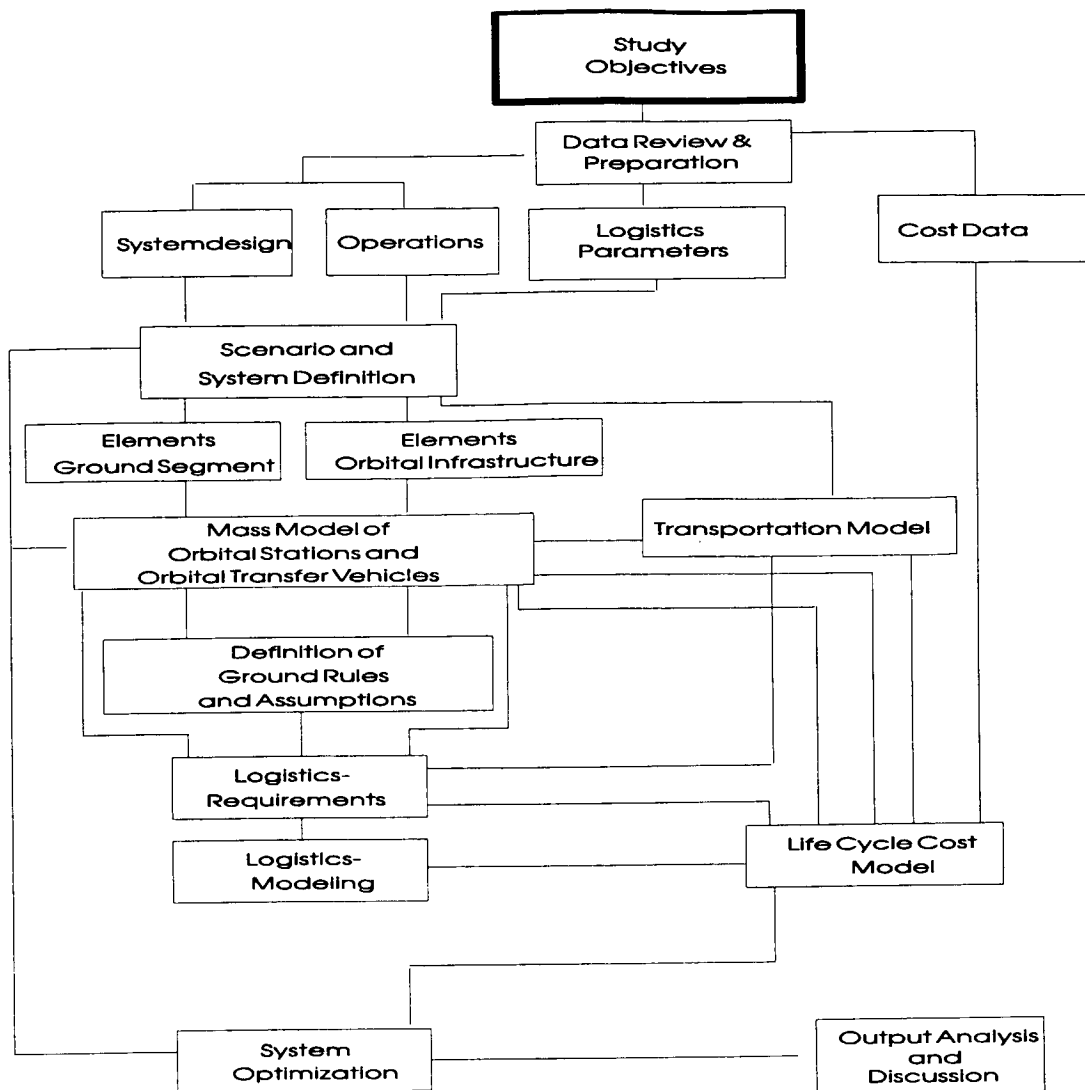 Study
Objectives
Data Review &
Preparation
Systemdesign
Operations
Logistics
Parameters
Cost Data
Scenario and
System Definition
Elements
Ground Segment
Elements
Orbital Infrastructure
Mass Model of
Orbital Stations and
Orbital Transfer Vehicles
Transportation Model
Definition of
Ground Rules
and Assumptions
Logistics-
Requirements
Logistics-
Modeling
Life Cycle Cost
Model
System
Optimization
Output Analysis
and
Discussion